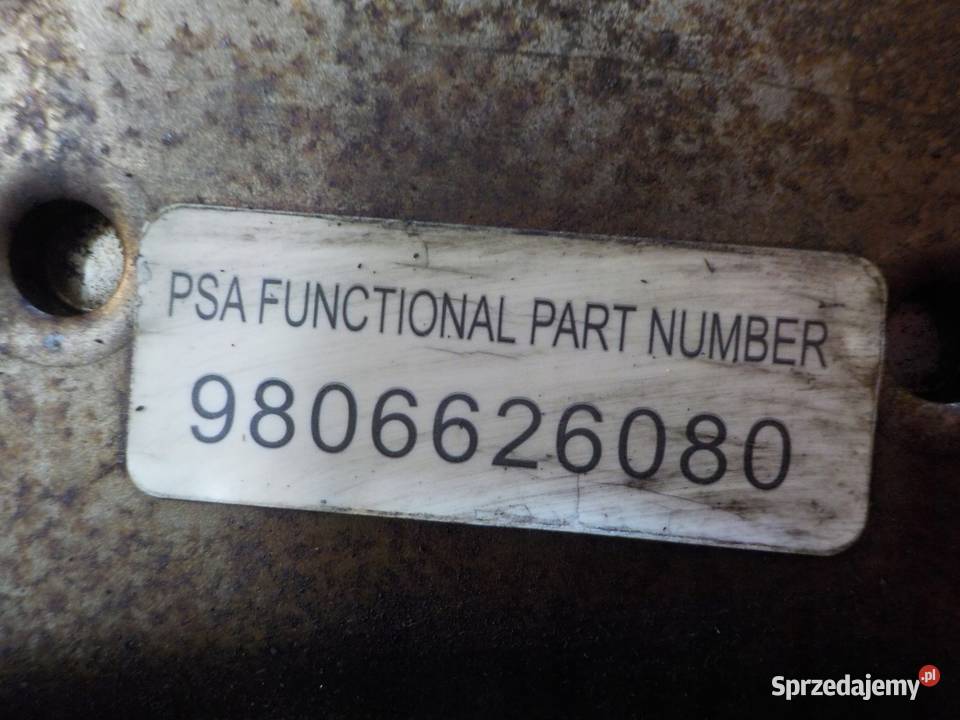 PSA FUNCTIONAL PART NUMBER
9806626080
Sprzedajemy.pl